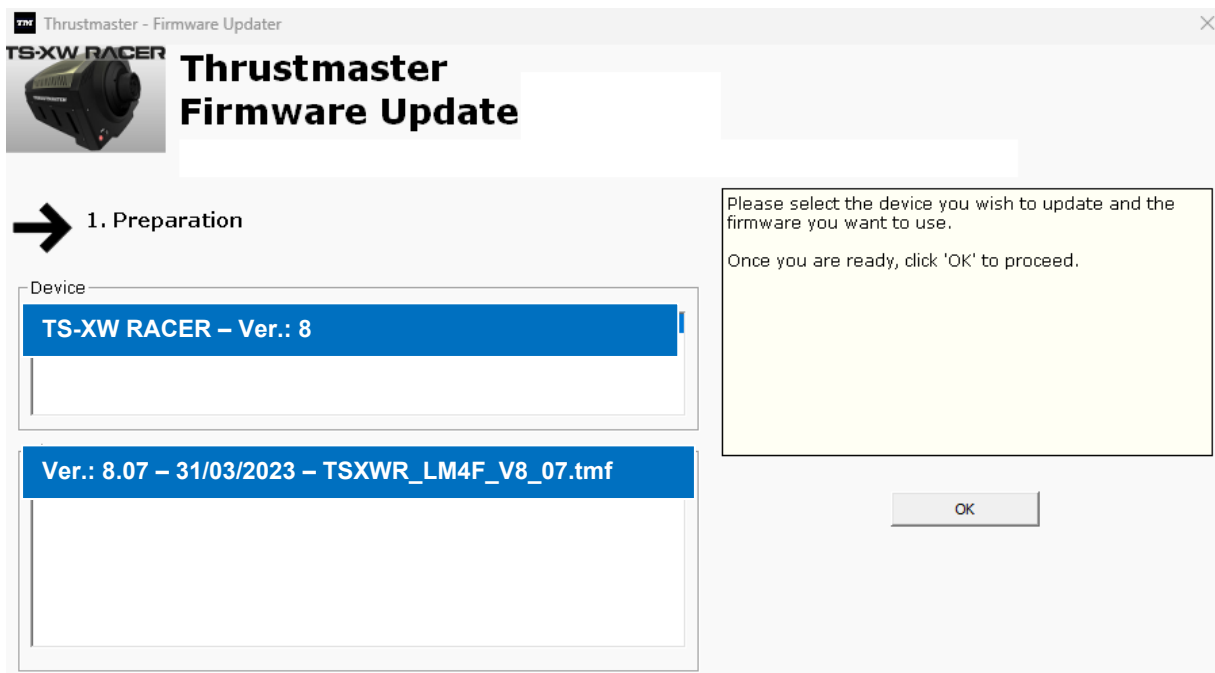 Thrustmaster - Firmware Updater
TS-XW RACER
Thrustmaster
Firmware Update
1. Preparation
Please select the device you wish to update and the
firmware you want to use.
Once you are ready, click 'OK' to proceed.
Device
TS-XW RACER – Ver.: 8
Ver.: 8.07 – 31/03/2023 – TSXWR_LM4F_V8_07.tmf
OK